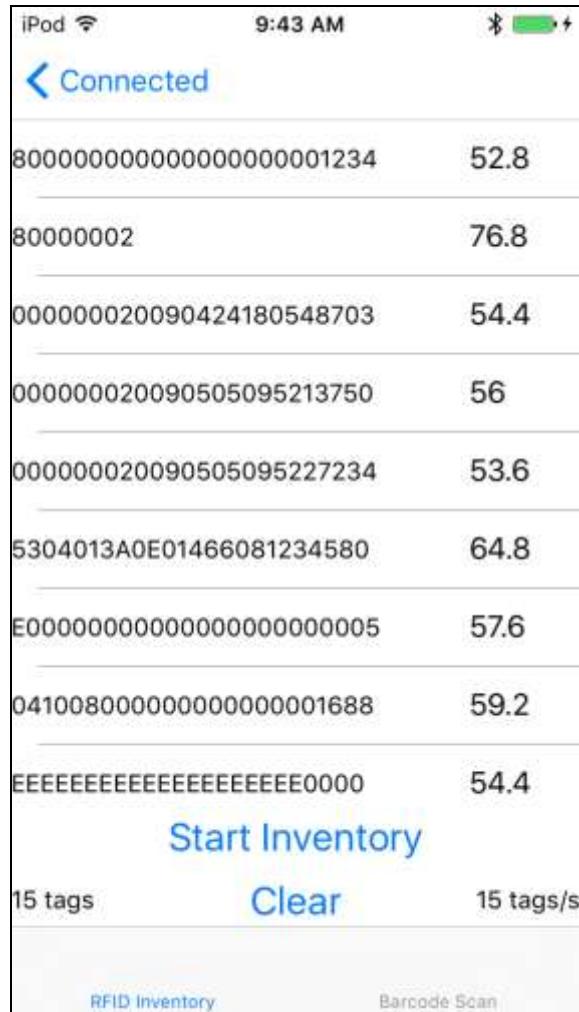 iPod 9:43 AM
Connected
800000000000000000001234 52.8
80000002 76.8
000000020090424180548703 54.4
000000020090505095213750 56
000000020090505095227234 53.6
5304013A0E01466081234580 64.8
E00000000000000000000005 57.6
041008000000000000001688 59.2
EEEEEEEEEEEEEEEEEEEE0000 54.4
Start Inventory
15 tags Clear 15 tags/s
RFID Inventory Barcode Scan